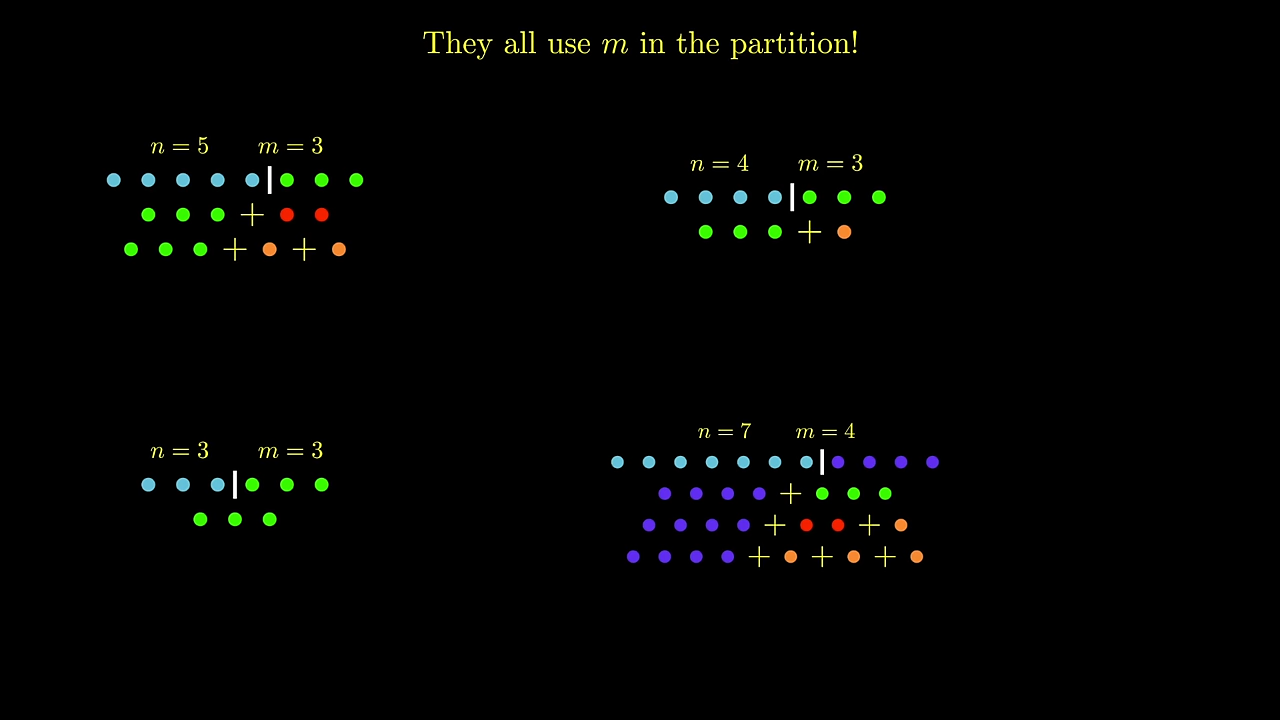 They all use m in the partition!
n = 5 m = 3
+
+ +
n = 4 m = 3
+
n = 3 m = 3
n = 7 m = 4
+
+ +
+ + +